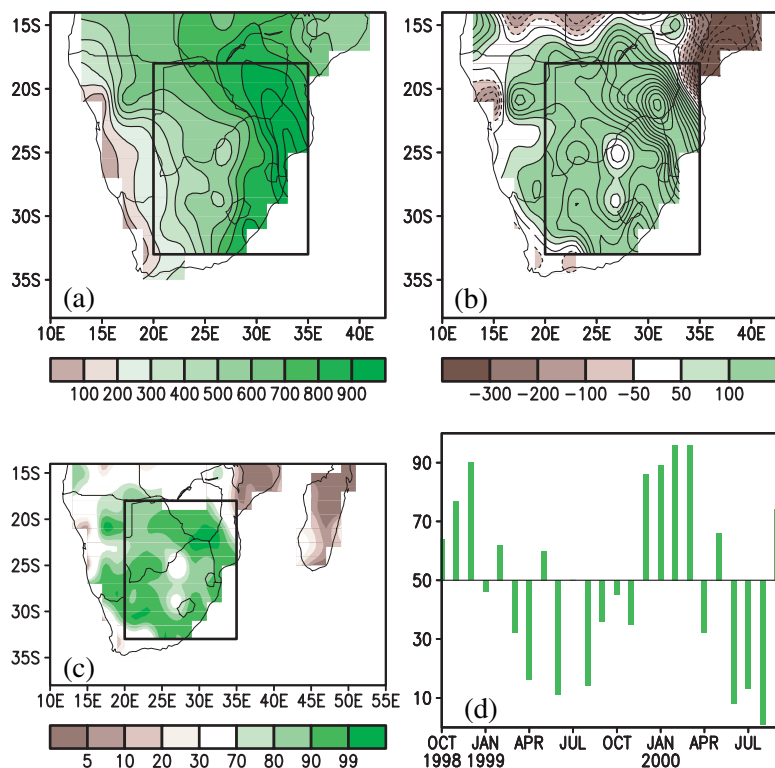 15S
20S
25S
30S
35S
(a)
10E 15E 20E 25E 30E 35E 40E
100 200 300 400 500 600 700 800 900
15S
20S
25S
30S
35S
(b)
10E 15E 20E 25E 30E 35E
−300 −200 −100 −50 50 100
15S
20S
25S
30S
35S
(c)
10E 15E 20E 25E 30E 35E 40E 45E 50E 55E
5 10 20 30 70 80 90 99
90
70
50
30
10
(d)
OCT JAN APR JUL OCT JAN APR JUL
1998 1999 2000